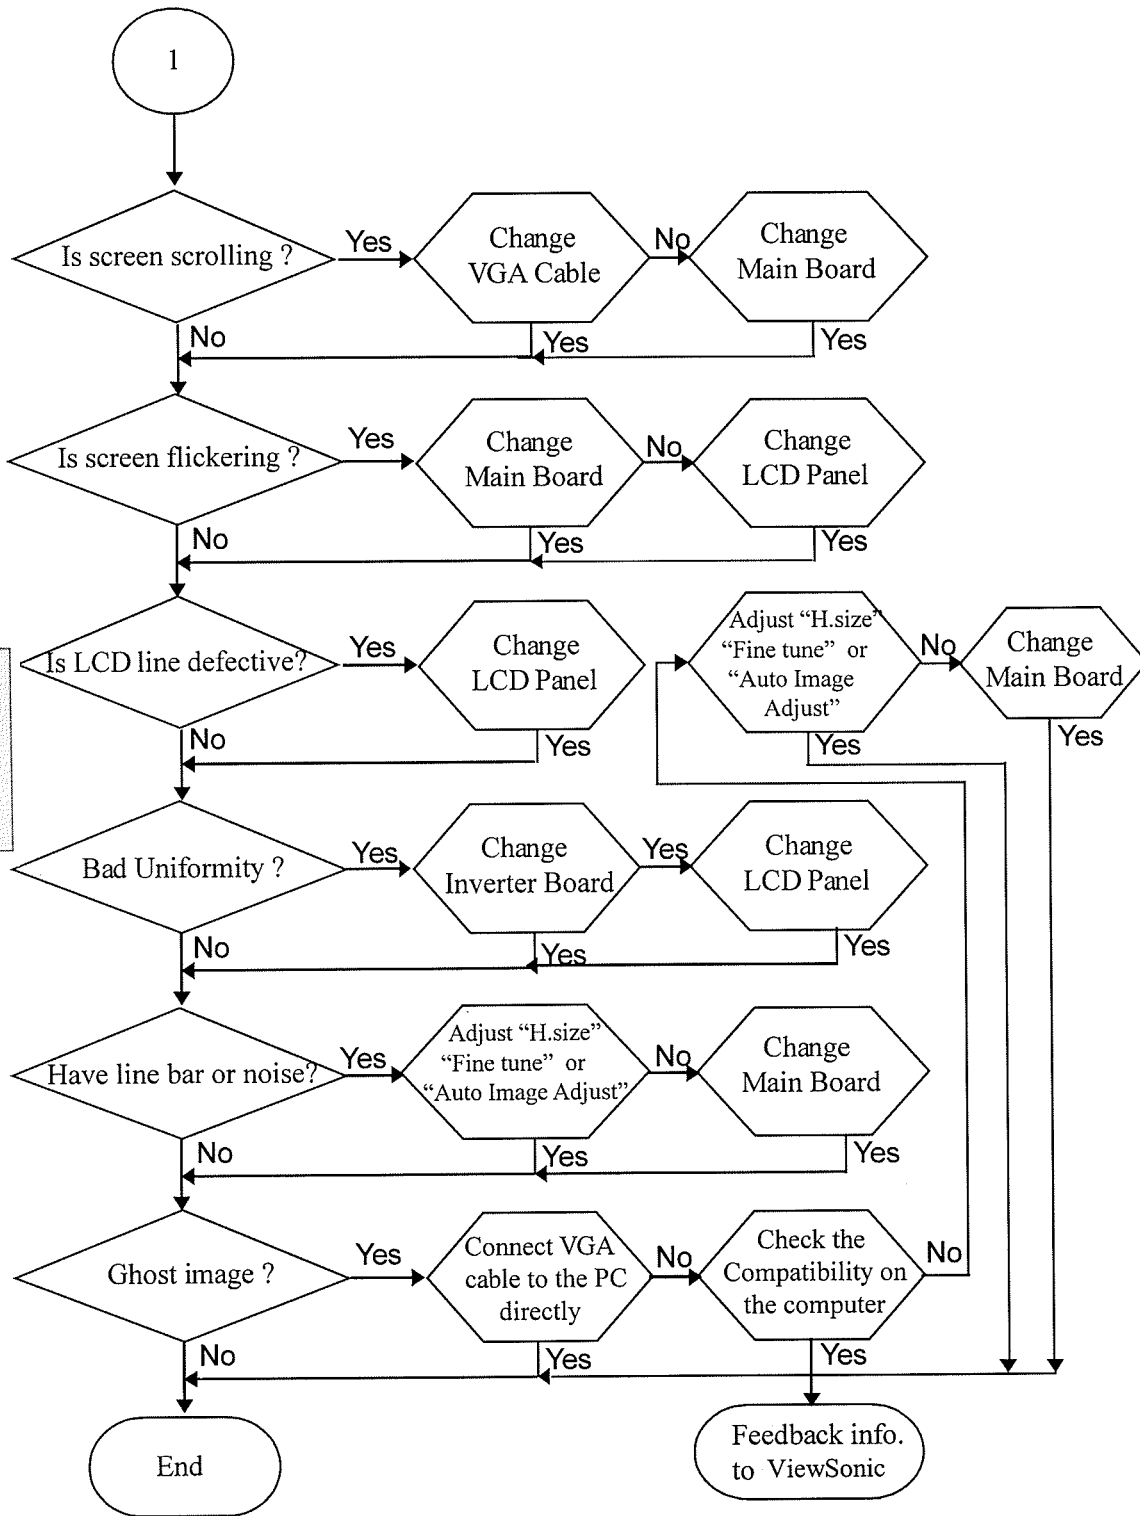 1
Is screen scrolling ?
Yes
Change
VGA Cable
No
Change
Main Board
No
Yes
Yes
Is screen flickering ?
Yes
Change
Main Board
No
Change
LCD Panel
No
Yes
Yes
Is LCD line defective?
Yes
Change
LCD Panel
No
Yes
Adjust “H.size”
“Fine tune” or
“Auto Image
Adjust”
No
Change
Main Board
Yes
Yes
Bad Uniformity ?
Yes
Change
Inverter Board
Yes
Change
LCD Panel
No
Yes
Yes
Have line bar or noise?
Yes
Adjust “H.size”
“Fine tune” or
“Auto Image Adjust”
No
Change
Main Board
No
Yes
Yes
Ghost image ?
Yes
Connect VGA
cable to the PC
directly
No
Check the
Compatibility on
the computer
No
No
Yes
Yes
End
Feedback info.
to ViewSonic